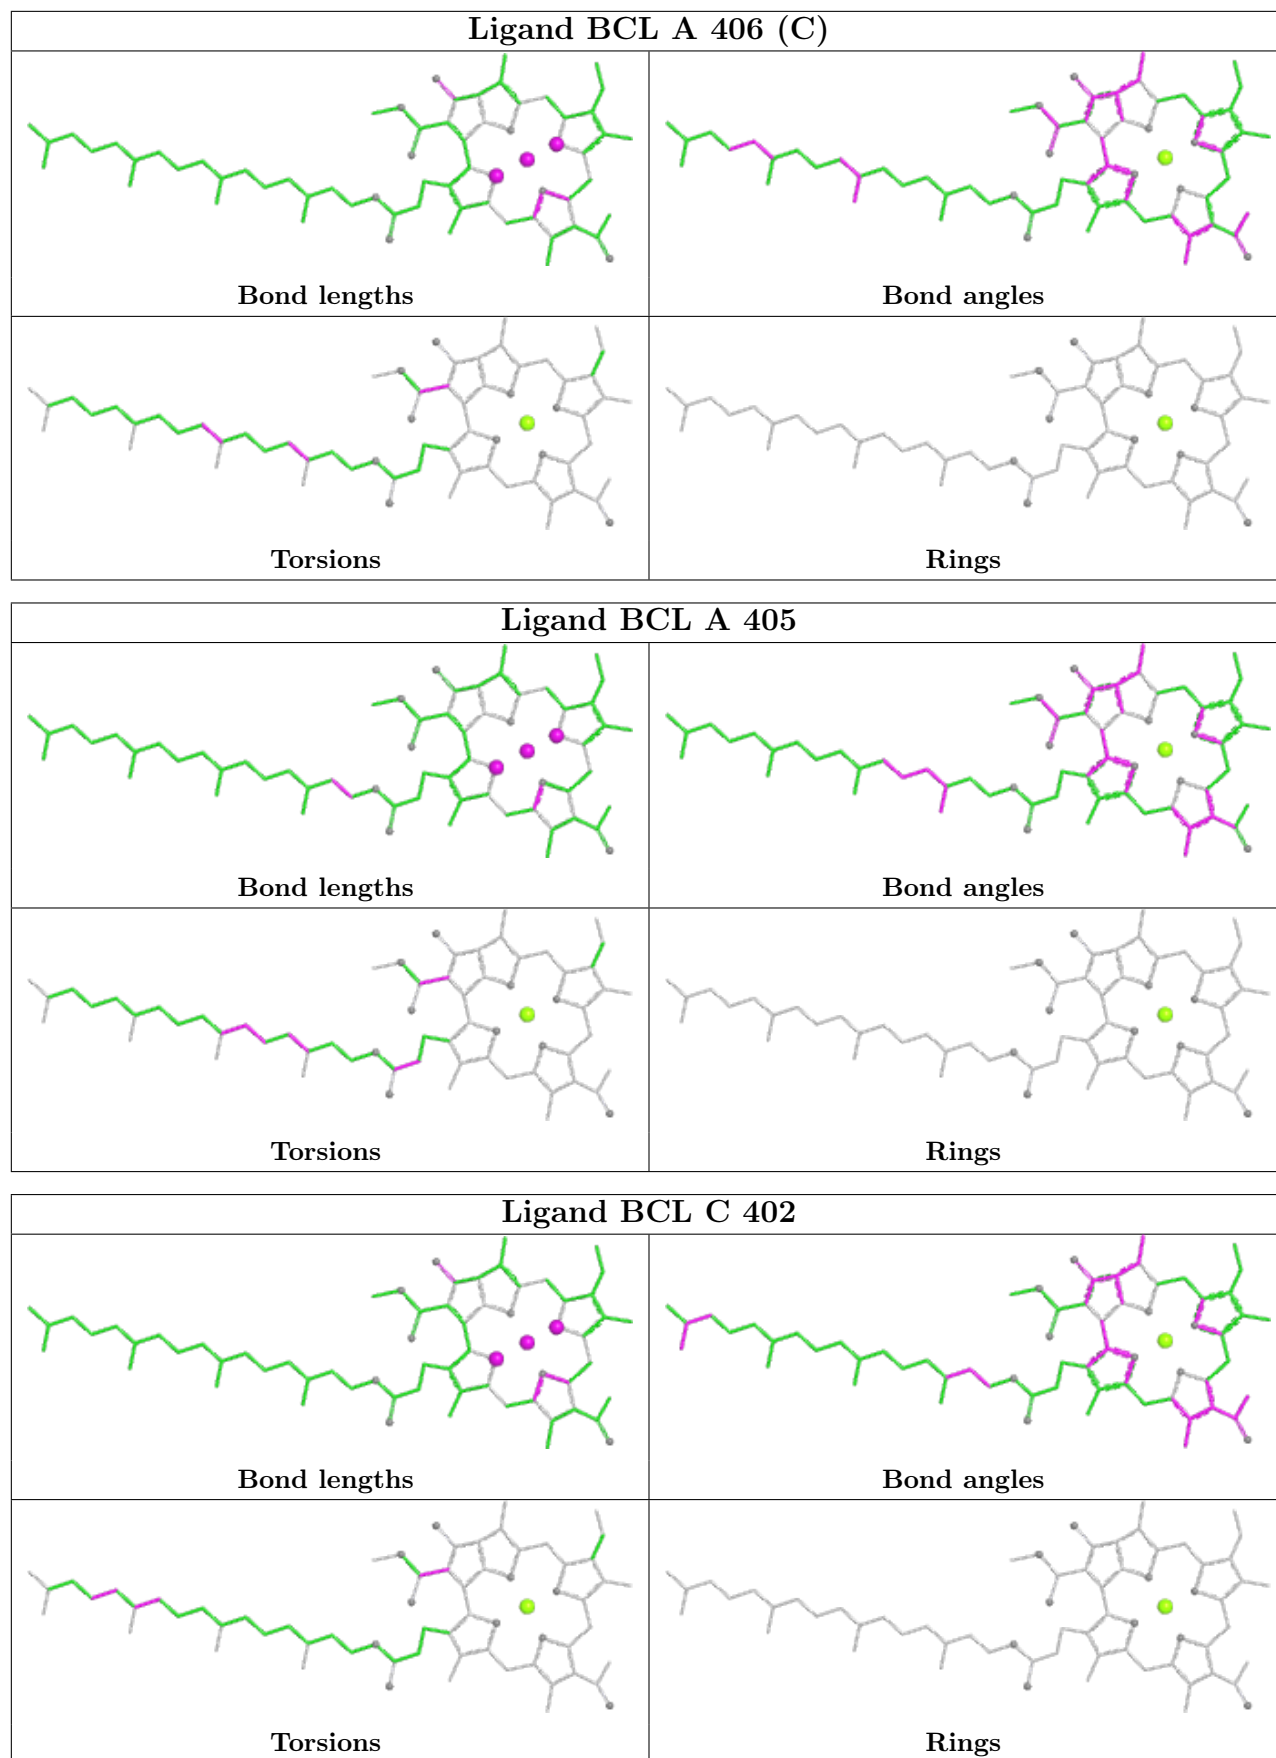 Ligand BCL A 406 (C)
Bond lengths
Bond angles
Torsions
Rings
Ligand BCL A 405
Bond lengths
Bond angles
Torsions
Rings
Ligand BCL C 402
Bond lengths
Bond angles
Torsions
Rings